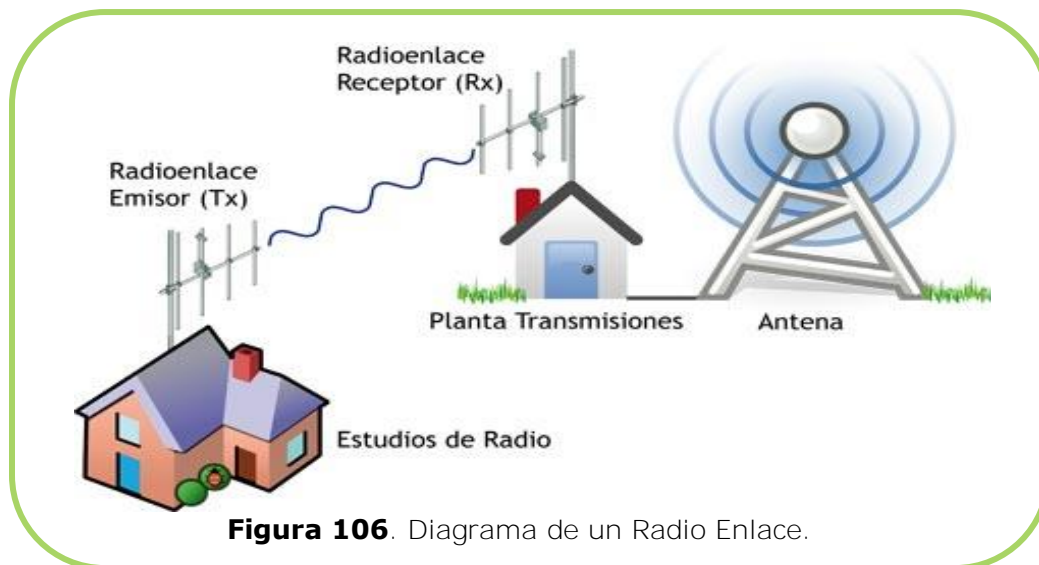 Radioenlace
Receptor (Rx)
Radioenlace
Emisor (Tx)
Planta Transmisiones
Antena
Estudios de Radio
Figura 106. Diagrama de un Radio Enlace.